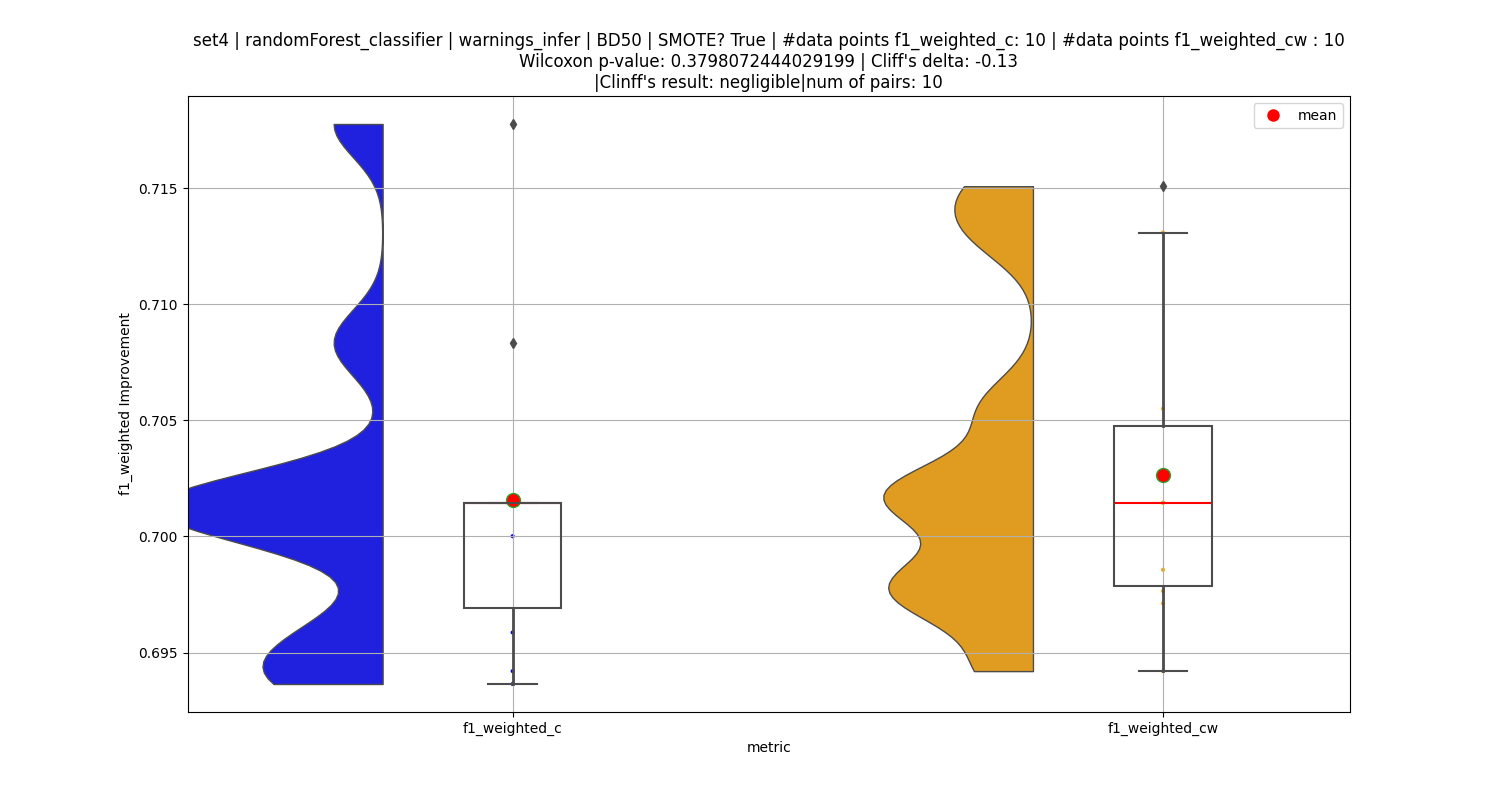 set4 | randomForest_classifier | warnings_infer | BD50 | SMOTE? True | #data points f1_weighted_c: 10 | #data points f1_weighted_cw : 10
Wilcoxon p-value: 0.3798072444029199 | Cliff's delta: -0.13
|Clinff's result: negligible|num of pairs: 10
mean
0.715
0.710
0.705
0.700
0.695
f1_weighted Improvement
f1_weighted_c
f1_weighted_cw
metric